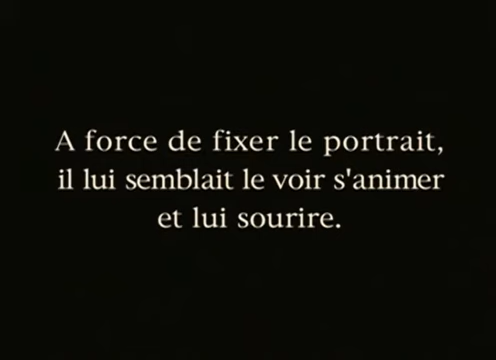 A force de fixer le portrait,
il lui semblait le voir s'animer
et lui sourire.